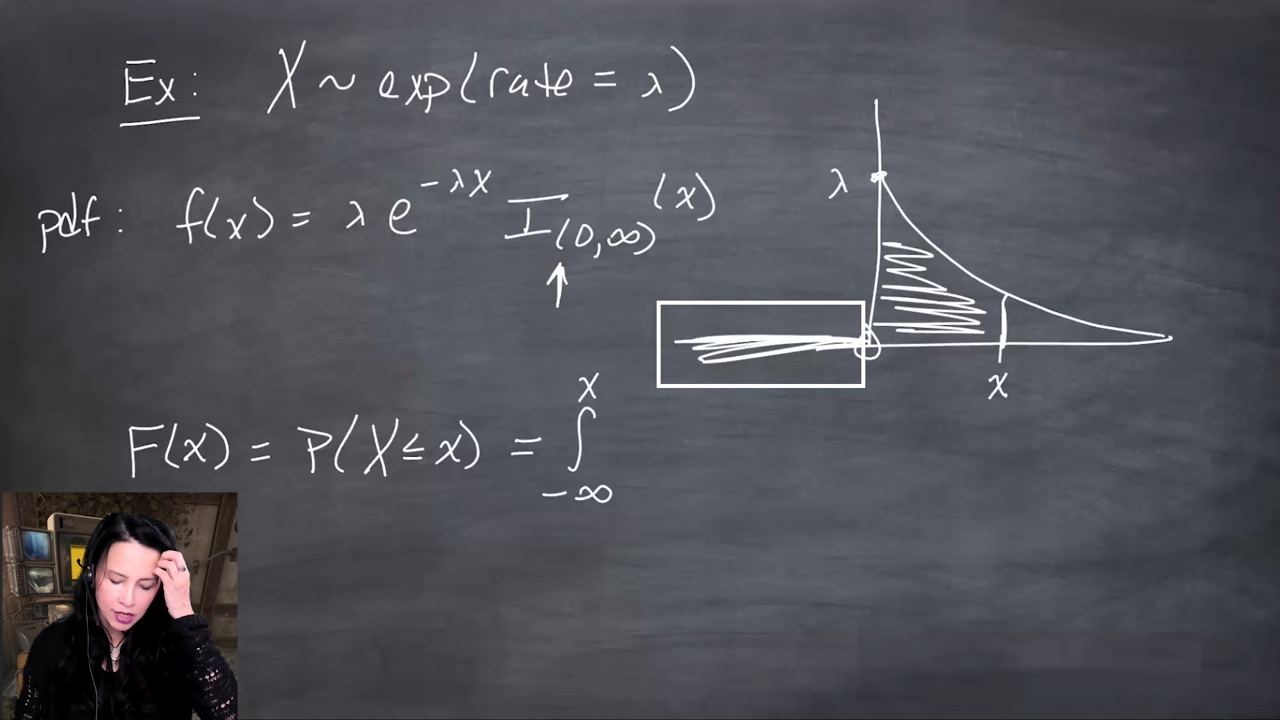 Ex: X ~ exp(rate = λ)
pdf: f(x) = λ e^{-λx} I_{(0,∞)}(x)
λ
x
F(x) = P(X ≤ x) = ∫_{-∞}^{x}